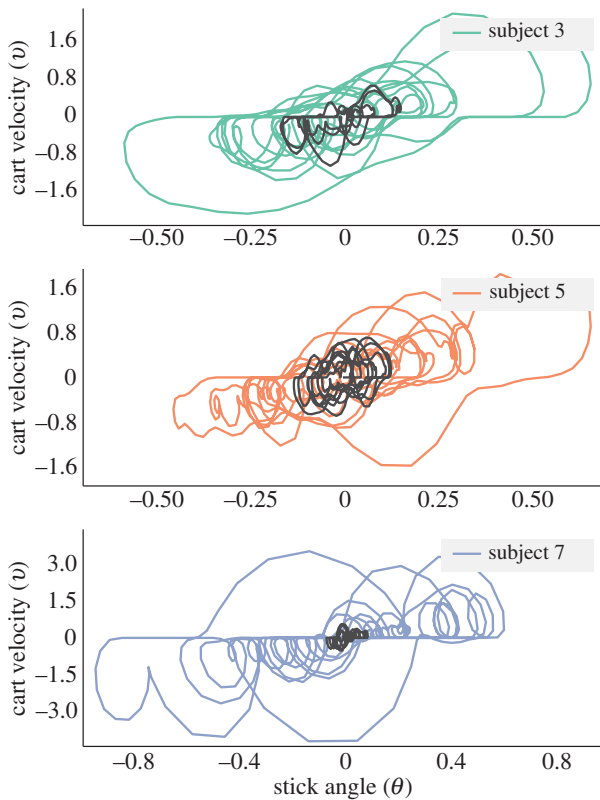 subject 3
cart velocity (υ)
1.6
0.8
0
–0.8
–1.6
–0.50 –0.25 0 0.25 0.50
subject 5
cart velocity (υ)
1.6
0.8
0
–0.8
–1.6
–0.50 –0.25 0 0.25 0.50
subject 7
cart velocity (υ)
3.0
1.5
0
–1.5
–3.0
–0.8 –0.4 0 0.4 0.8
stick angle (θ)